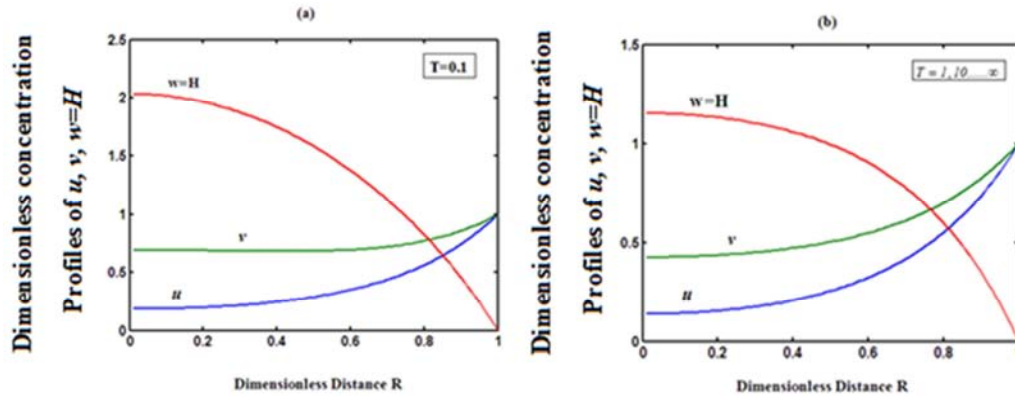 (a)
Dimensionless concentration
Profiles of u, v, w=H
2.5
2
1.5
1
0.5
0
T=0.1
w=H
v
u
0
0.2
0.4
0.6
0.8
1
Dimensionless Distance R
(b)
Dimensionless concentration
Profiles of u, v, w=H
1.5
1
0.5
0
T = 1, 10......∞
w=H
v
u
0
0.2
0.4
0.6
0.8
Dimensionless Distance R